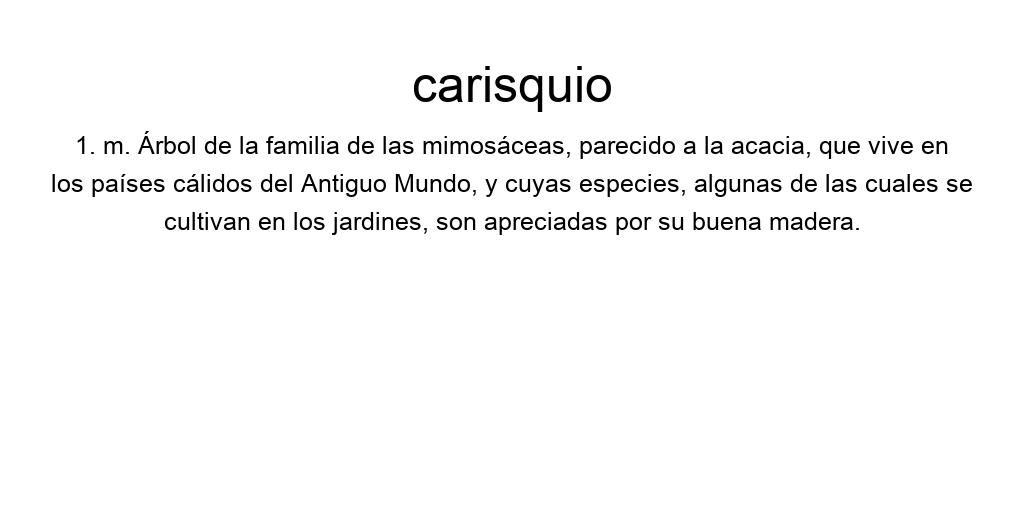 carisquio
1. m. Árbol de la familia de las mimosáceas, parecido a la acacia, que vive en
los países cálidos del Antiguo Mundo, y cuyas especies, algunas de las cuales se
cultivan en los jardines, son apreciadas por su buena madera.